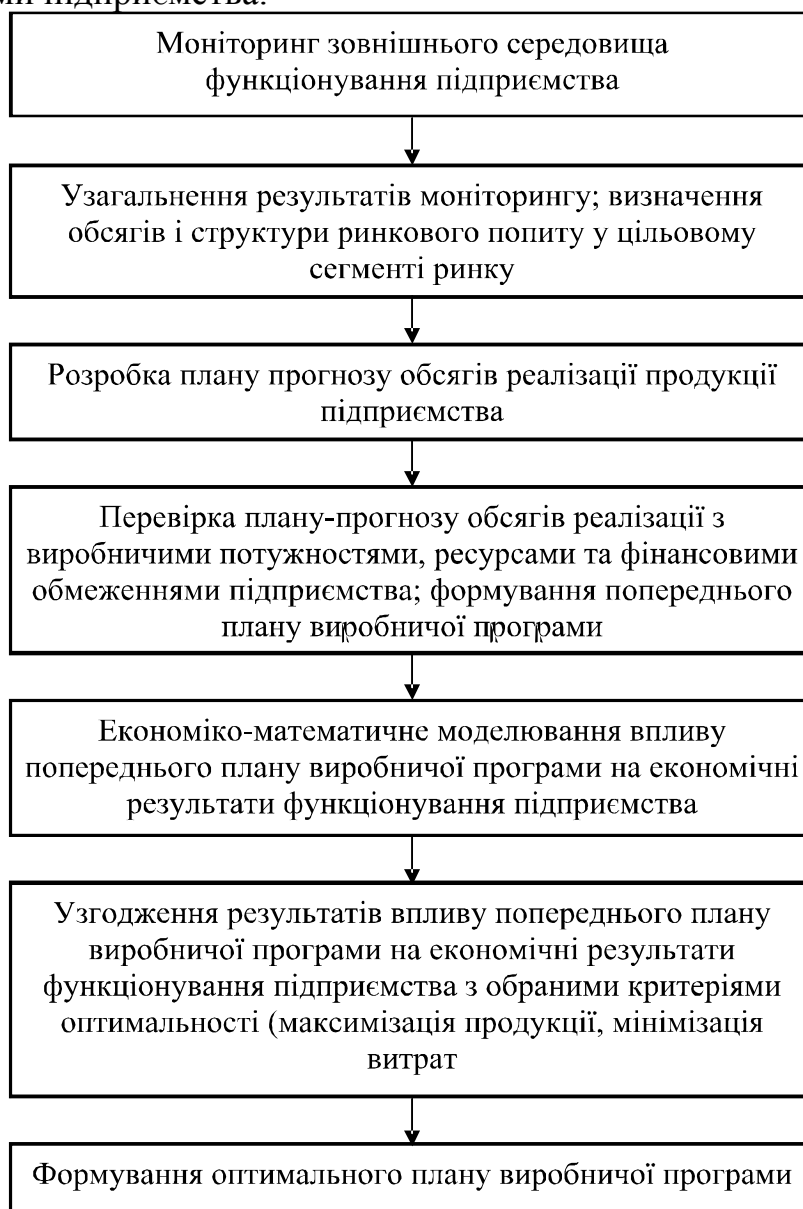 підприємства.
Моніторинг зовнішнього середовища
функціонування підприємства
Узагальнення результатів моніторингу; визначення
обсягів і структури ринкового попиту у цільовому
сегменті ринку
Розробка плану прогнозу обсягів реалізації продукції
підприємства
Перевірка плану-прогнозу обсягів реалізації з
виробничими потужностями, ресурсами та фінансовими
обмеженнями підприємства; формування попереднього
плану виробничої програми
Економіко-математичне моделювання впливу
попереднього плану виробничої програми на економічні
результати функціонування підприємства
Узгодження результатів впливу попереднього плану
виробничої програми на економічні результати
функціонування підприємства з обраними критеріями
оптимальності (максимізація продукції, мінімізація
витрат
Формування оптимального плану виробничої програми